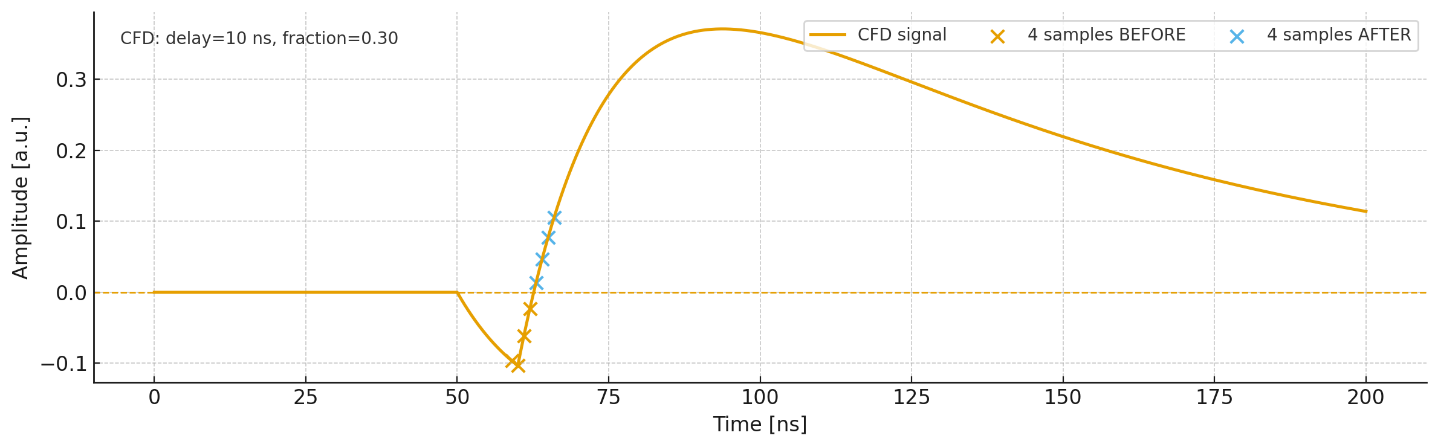 CFD: delay=10 ns, fraction=0.30
CFD signal
4 samples BEFORE
4 samples AFTER
Amplitude [a.u.]
0.3
0.2
0.1
0.0
−0.1
0 25 50 75 100 125 150 175 200
Time [ns]